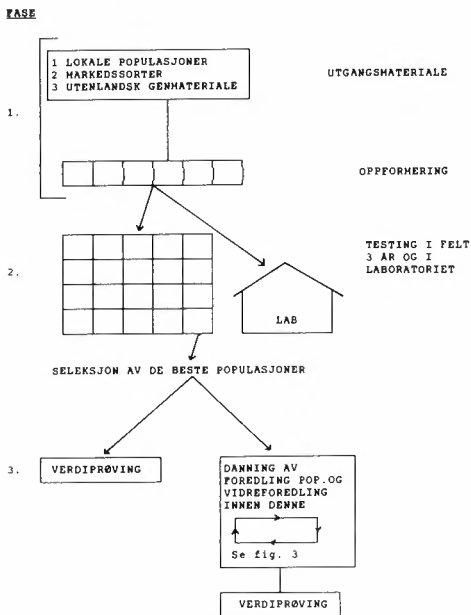 FASE
1 LOKALE POPULASJONER
2 MARKEDSSORTER
3 UTENLANDSK GENMATERIALE
UTGANGSMATERIALE
1.
OPPFORMERING
TESTING I FELT
3 ÅR OG I
LABORATORIET
2.
LAB
SELEKSJON AV DE BESTE POPULASJONER
3.
VERDIPRØVING
DANNING AV
FOREDLING POP.OG
VIDREFOREDLING
INNEN DENNE
Se fig. 3
VERDIPRØVING